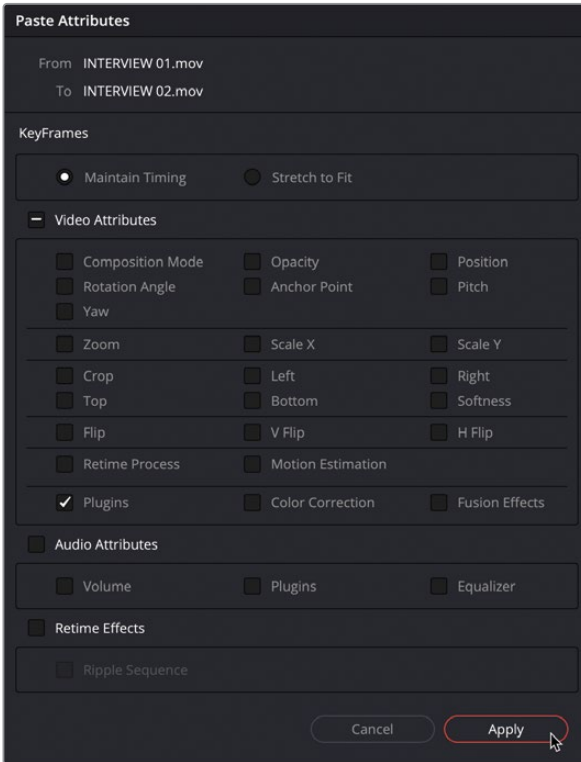 Paste Attributes
From INTERVIEW 01.mov
To INTERVIEW 02.mov
KeyFrames
Maintain Timing Stretch to Fit
Video Attributes
Composition Mode Opacity Position
Rotation Angle Anchor Point Pitch
Yaw
Zoom Scale X Scale Y
Crop Left Right
Top Bottom Softness
Flip V Flip H Flip
Retime Process Motion Estimation
Plugins Color Correction Fusion Effects
Audio Attributes
Volume Plugins Equalizer
Retime Effects
Ripple Sequence
Cancel Apply